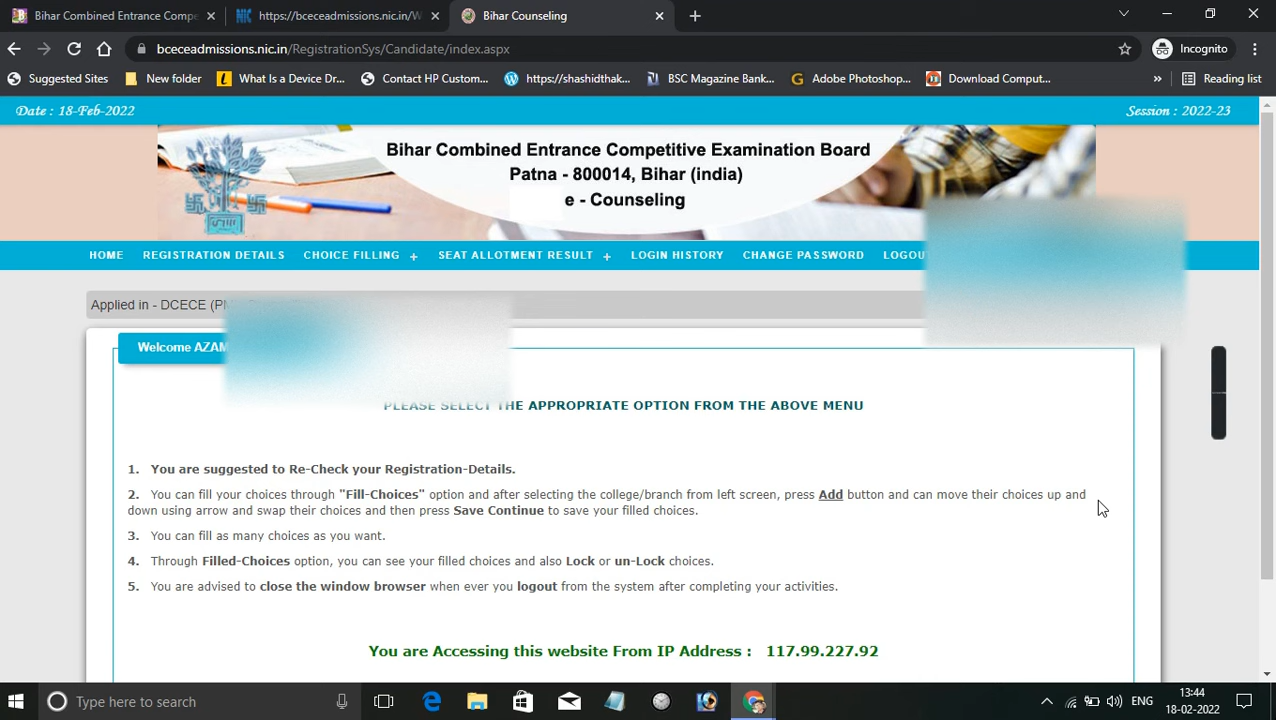 Bihar Combined Entrance Compe
https://bceceadmissions.nic.in/W
Bihar Counseling
bceceadmissions.nic.in/RegistrationSys/Candidate/index.aspx
Incognito
Suggested Sites
New folder
What Is a Device Dr...
Contact HP Custom...
https://shashidthak...
BSC Magazine Bank...
Adobe Photoshop...
Download Comput...
»
Reading list
Date : 18-Feb-2022
Session : 2022-23
Bihar Combined Entrance Competitive Examination Board
Patna - 800014, Bihar (india)
e - Counseling
HOME REGISTRATION DETAILS CHOICE FILLING + SEAT ALLOTMENT RESULT + LOGIN HISTORY CHANGE PASSWORD LOGOU
Applied in - DCECE (P
Welcome AZAM
PLEASE SELECT THE APPROPRIATE OPTION FROM THE ABOVE MENU
1. You are suggested to Re-Check your Registration-Details.
2. You can fill your choices through "Fill-Choices" option and after selecting the college/branch from left screen, press Add button and can move their choices up and
down using arrow and swap their choices and then press Save Continue to save your filled choices.
3. You can fill as many choices as you want.
4. Through Filled-Choices option, you can see your filled choices and also Lock or un-Lock choices.
5. You are advised to close the window browser when ever you logout from the system after completing your activities.
You are Accessing this website From IP Address : 117.99.227.92
Type here to search
ENG
13:44
18-02-2022